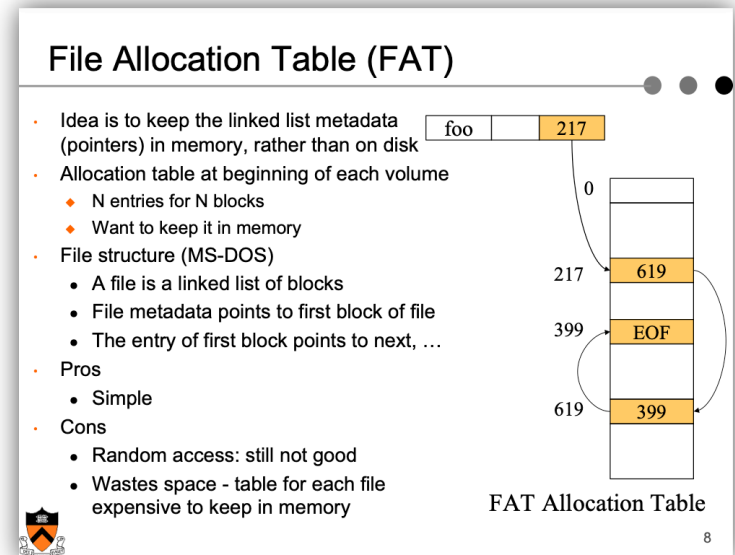 File Allocation Table (FAT)
Idea is to keep the linked list metadata
(pointers) in memory, rather than on disk
Allocation table at beginning of each volume
N entries for N blocks
Want to keep it in memory
File structure (MS-DOS)
A file is a linked list of blocks
File metadata points to first block of file
The entry of first block points to next, …
Pros
Simple
Cons
Random access: still not good
Wastes space - table for each file
expensive to keep in memory
foo 217
0
217 619
399 EOF
619 399
FAT Allocation Table
8